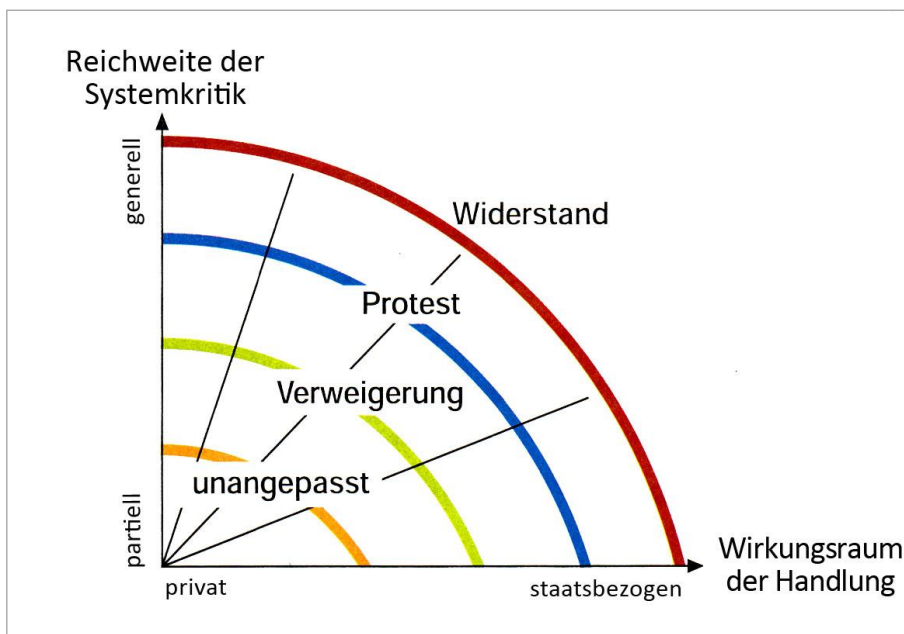 Reichweite der
Systemkritik
generell
Widerstand
Protest
Verweigerung
unangepasst
partiell
privat
staatsbezogen
Wirkungsraum
der Handlung